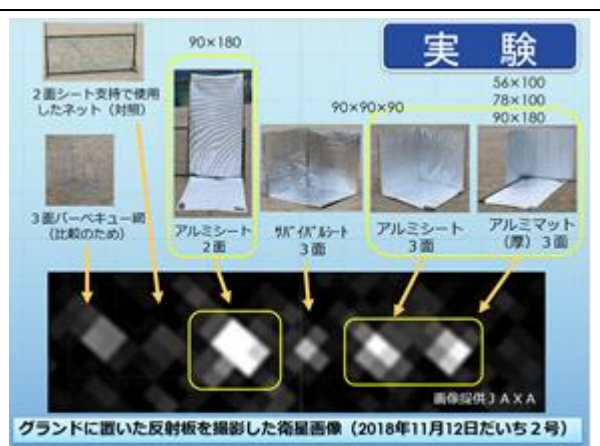 実 験
90×180
2面シート支持で使用
したネット（対照）
56×100
78×100
90×180
90×90×90
3面バーベキュー網
（比較のため）
アルミシート
2面
ｻﾊﾞｲﾊﾞﾙｼｰﾄ
3面
アルミシート
3面
アルミマット
（厚）3面
画像提供JAXA
グランドに置いた反射板を撮影した衛星画像（2018年11月12日だいち2号）